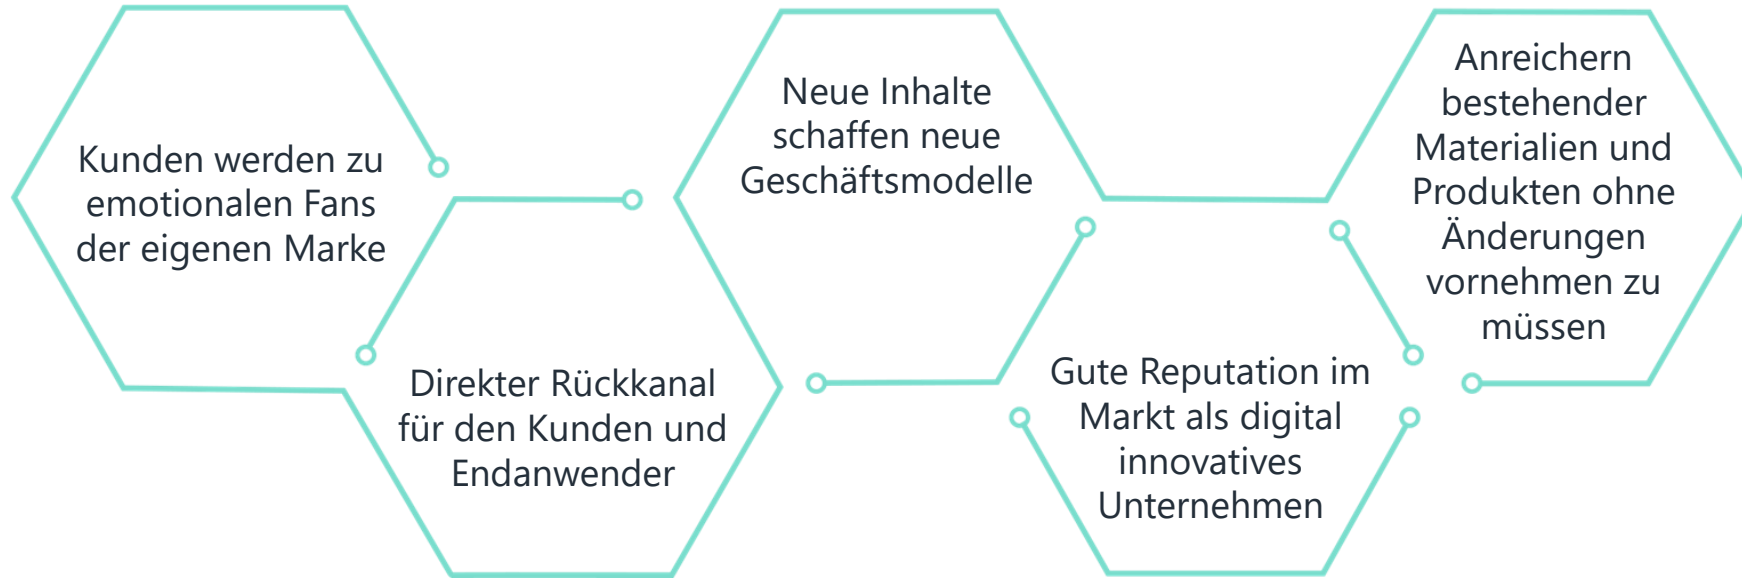 Kunden werden zu
emotionalen Fans
der eigenen Marke
Direkter Rückkanal
für den Kunden und
Endanwender
Neue Inhalte
schaffen neue
Geschäftsmodelle
Gute Reputation im
Markt als digital
innovatives
Unternehmen
Anreichern
bestehender
Materialien und
Produkten ohne
Änderungen
vornehmen zu
müssen